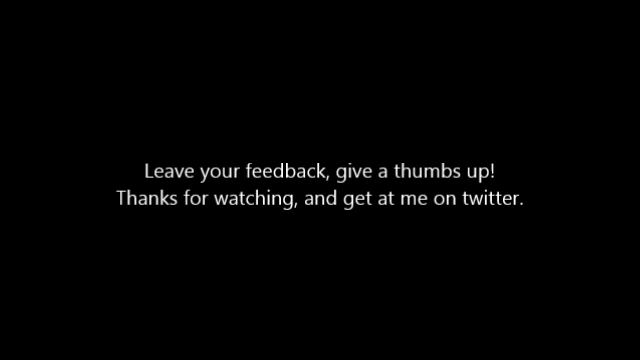 Leave your feedback, give a thumbs up!
Thanks for watching, and get at me on twitter.